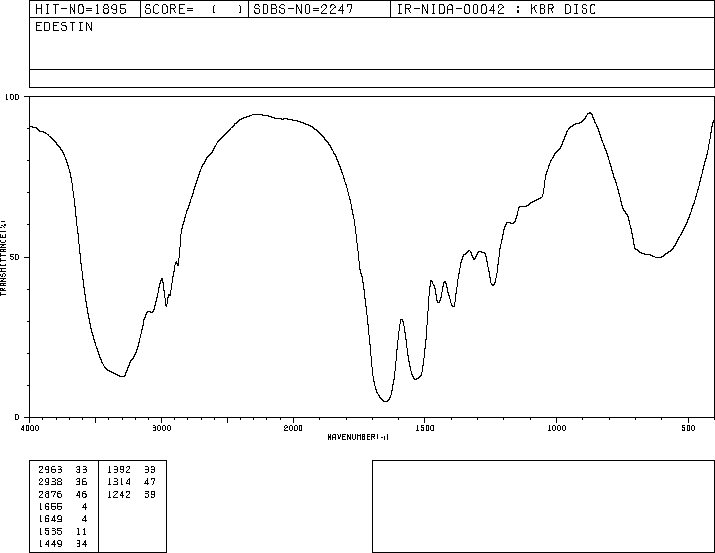 HIT-NO=1895 SCORE= ( ) SDBS-NO=2247 IR-NIDA-00042 : KBR DISC
EDESTIN
100
50
0
TRANSMITTANCE(%)
4000 3000 2000 1500 1000 500
WAVENUMBER(-1)
2963 33 1392 33
2938 36 1314 47
2876 46 1242 39
1655 4
1649 4
1535 11
1449 34